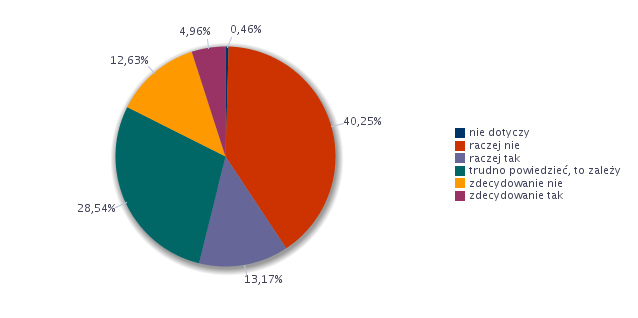 4,96%
0,46%
12,63%
40,25%
28,54%
13,17%
nie dotyczy
raczej nie
raczej tak
trudno powiedzieć, to zależy
zdecydowanie nie
zdecydowanie tak